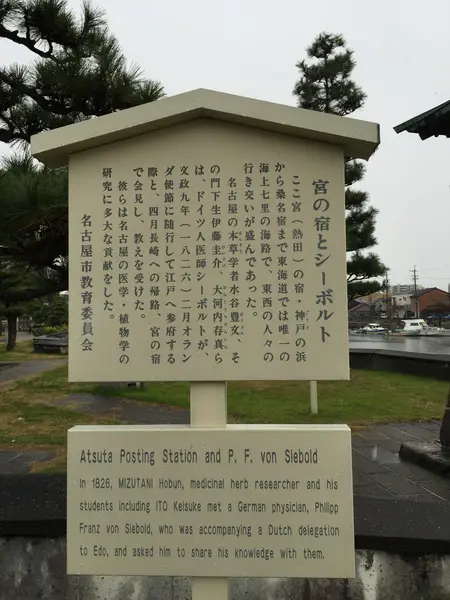 宮の宿とシーボルト
ここ宮（熱田）の宿・神戸の浜
から桑名宿まで東海道では唯一の
海上七里の海路で、東西の人々の
行き交いが盛んであった。
名古屋の本草学者水谷豊文、そ
の門下生伊藤圭介、大河内存真ら
は、ドイツ人医師シーボルトが、
文政九年（一八二六）二月オラン
ダ使節に随行して江戸へ参府する
際と、四月長崎への帰路、宮の宿
で会見し、教えを受けた。
彼らは名古屋の医学・植物学の
研究に多大な貢献をした。
名古屋市教育委員会
Atsuta Posting Station and P. F. von Siebold
In 1826, MIZUTANI Hobun, medicinal herb researcher and his
students including ITO Keisuke met a German physician, Philipp
Franz von Siebold, who was accompanying a Dutch delegation
to Edo, and asked him to share his knowledge with them.